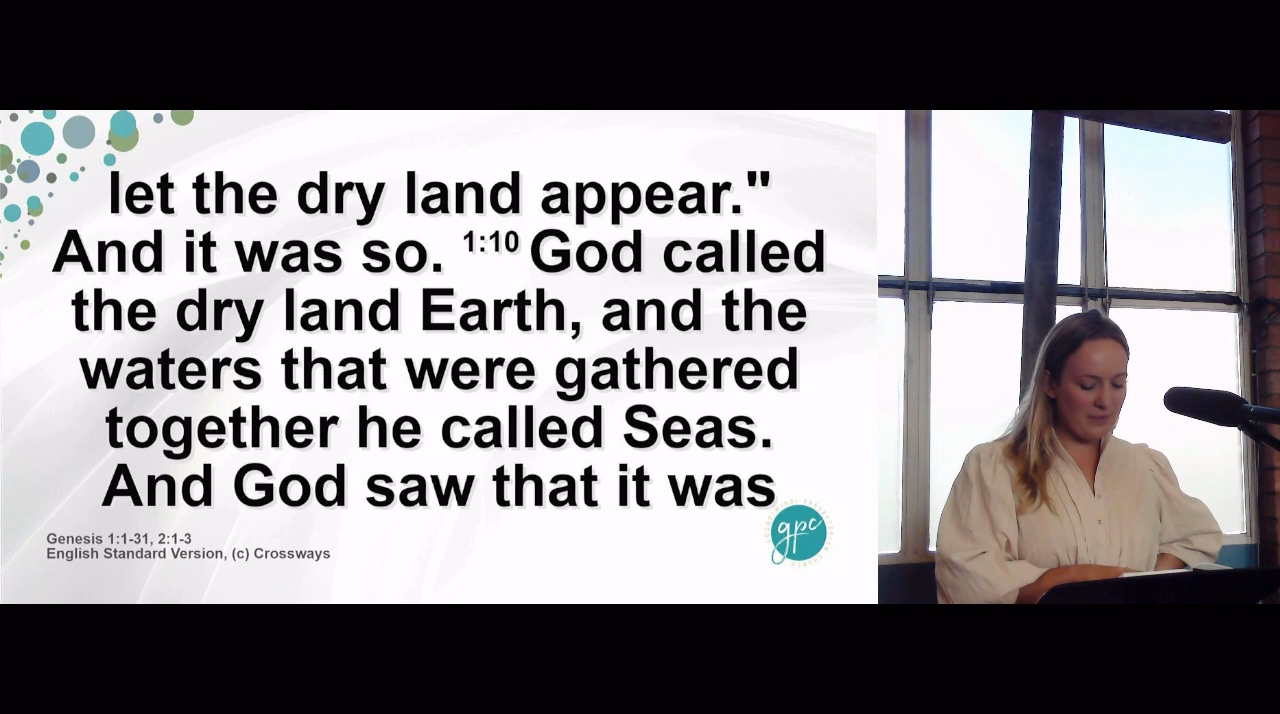 let the dry land appear."
And it was so. 1:10 God called
the dry land Earth, and the
waters that were gathered
together he called Seas.
And God saw that it was
Genesis 1:1-31, 2:1-3
English Standard Version, (c) Crossways
gpc